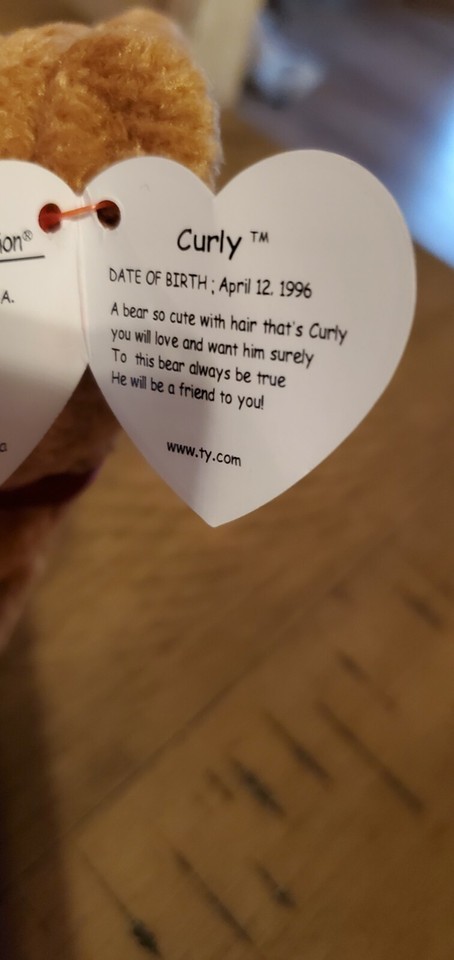 ion®
A.
Curly ™
DATE OF BIRTH : April 12, 1996
A bear so cute with hair that's Curly
you will love and want him surely
To this bear always be true
He will be a friend to you!
www.ty.com